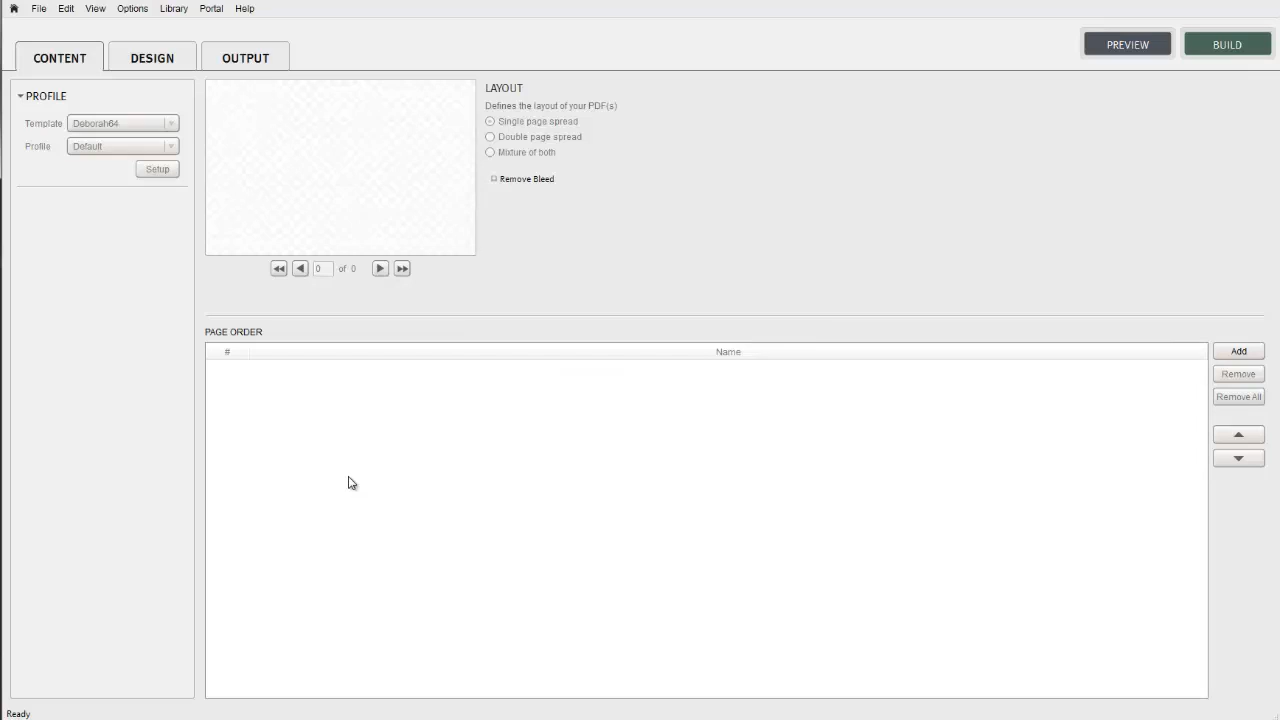 File Edit View Options Library Portal Help
CONTENT DESIGN OUTPUT
PREVIEW BUILD
PROFILE
Template Deborah64
Profile Default
Setup
LAYOUT
Defines the layout of your PDF(s)
Single page spread
Double page spread
Mixture of both
Remove Bleed
0 of 0
PAGE ORDER
# Name
Add
Remove
Remove All
Ready